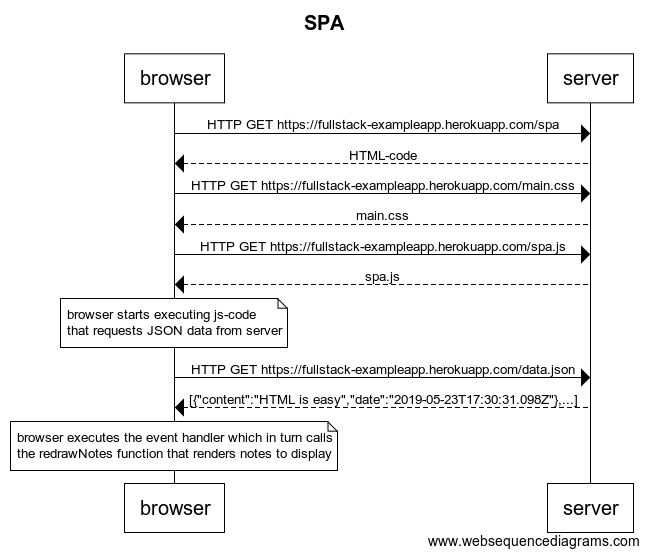 SPA
browser server
HTTP GET https://fullstack-exampleapp.herokuapp.com/spa
HTML-code
HTTP GET https://fullstack-exampleapp.herokuapp.com/main.css
main.css
HTTP GET https://fullstack-exampleapp.herokuapp.com/spa.js
spa.js
browser starts executing js-code
that requests JSON data from server
HTTP GET https://fullstack-exampleapp.herokuapp.com/data.json
[{"content":"HTML is easy","date":"2019-05-23T17:30:31.098Z"},...]
browser executes the event handler which in turn calls
the redrawNotes function that renders notes to display
browser server
www.websequencediagrams.com